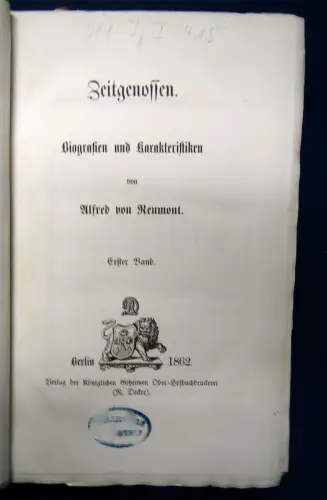 Zeitgenossen.
Biografien und Karakteristiken
von
Alfred von Reumont.
Erster Band.
Berlin 1862.
Verlag der Königlichen Geheimen Ober-Hofbuchdruckerei
(R. Decker).